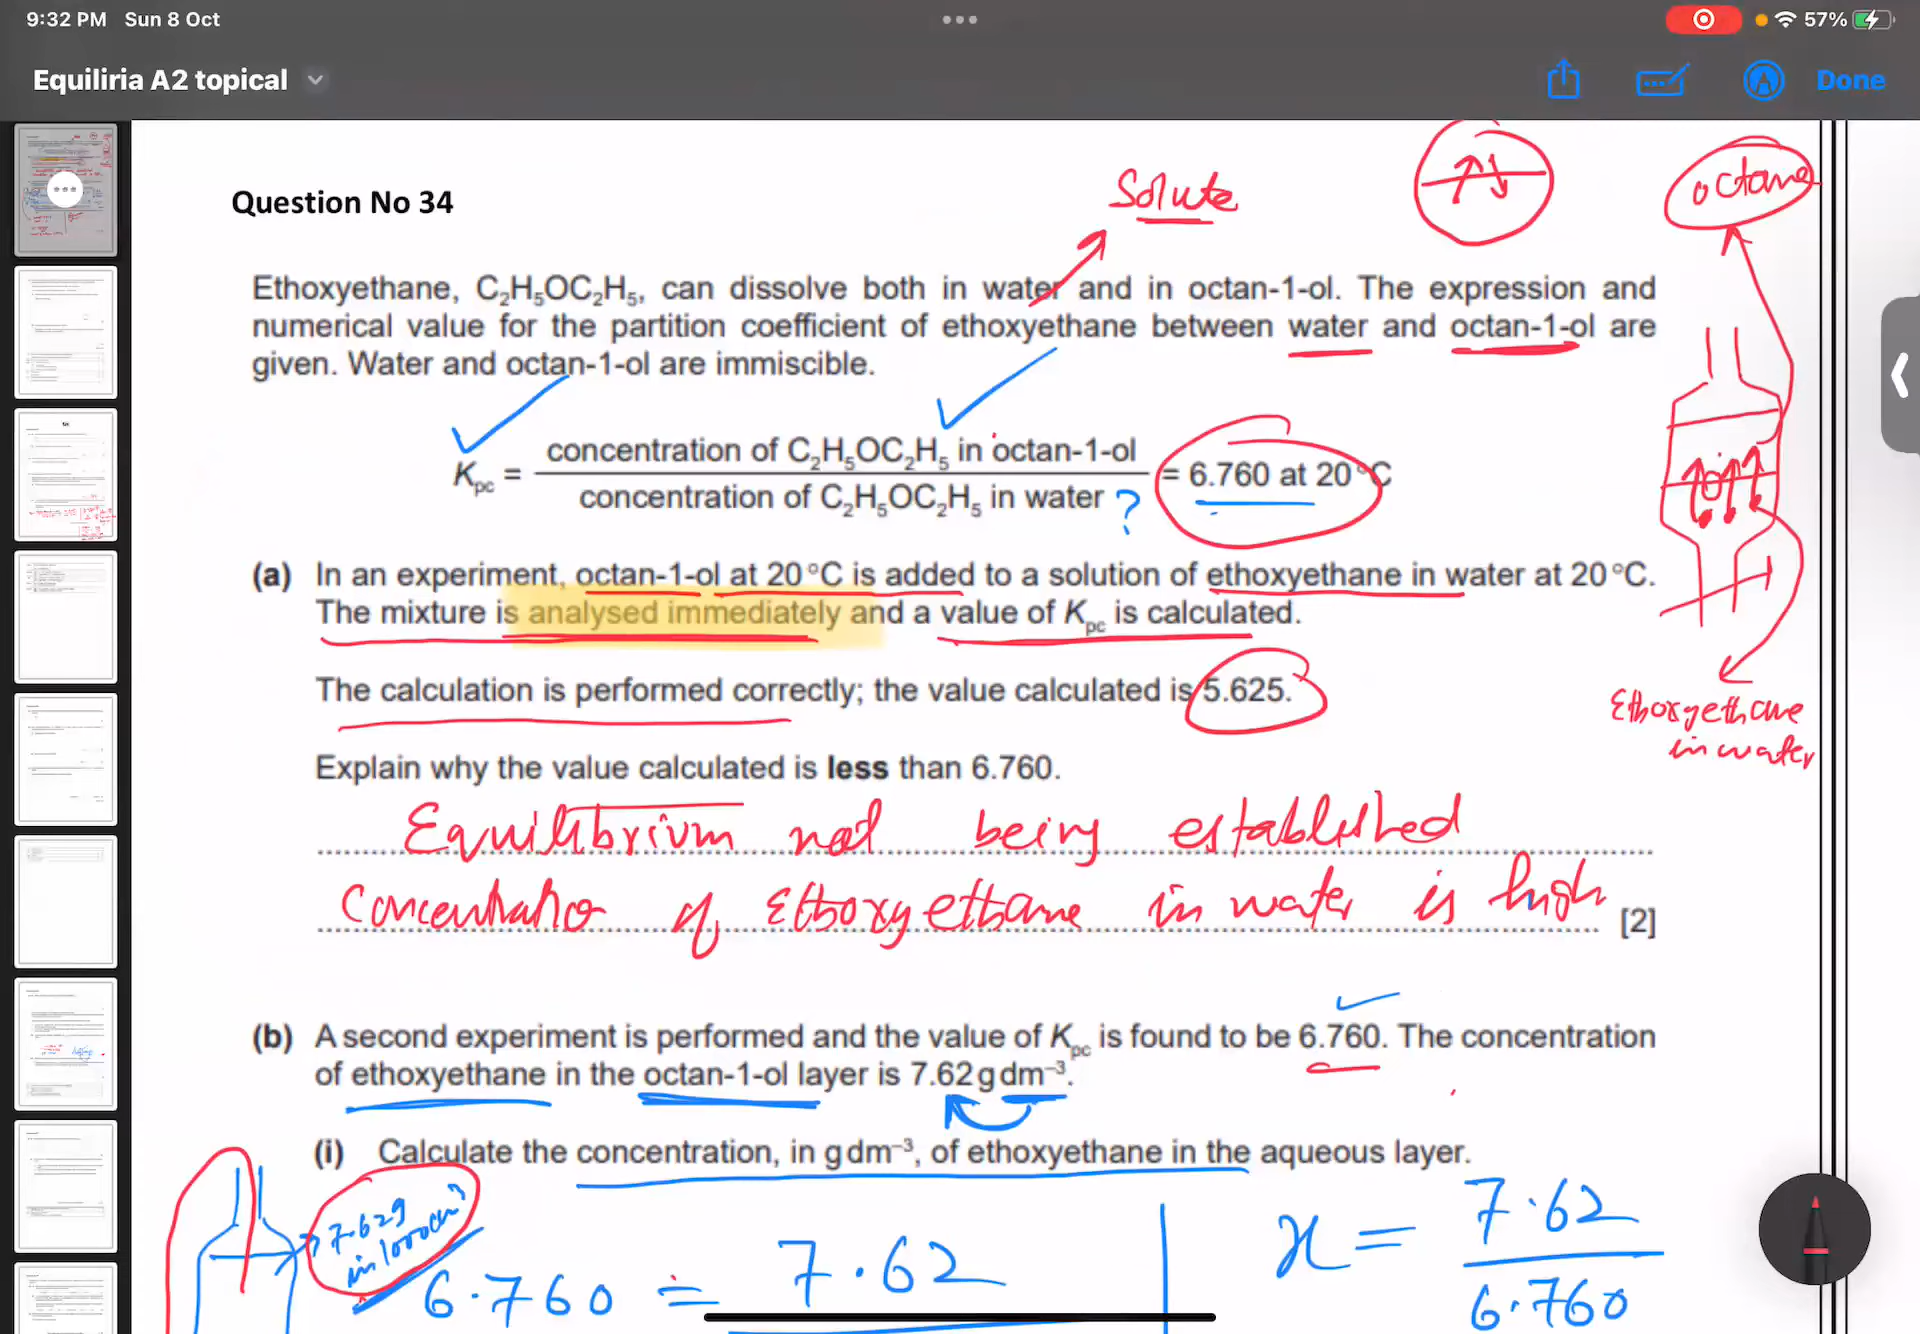 9:32 PM Sun 8 Oct
57%
Equiliria A2 topical
Done
Question No 34
Solute
octane
Ethoxyethane, C₂H₅OC₂H₅, can dissolve both in water and in octan-1-ol. The expression and
numerical value for the partition coefficient of ethoxyethane between water and octan-1-ol are
given. Water and octan-1-ol are immiscible.
Kpc = concentration of C₂H₅OC₂H₅ in octan-1-ol
concentration of C₂H₅OC₂H₅ in water ?
= 6.760 at 20 °C
(a) In an experiment, octan-1-ol at 20 °C is added to a solution of ethoxyethane in water at 20 °C.
The mixture is analysed immediately and a value of Kpc is calculated.
The calculation is performed correctly; the value calculated is 5.625.
Ethoxyethane
in water
Explain why the value calculated is less than 6.760.
Equilibrium not being established
Concentration of Ethoxyethane in water is high
[2]
(b) A second experiment is performed and the value of Kpc is found to be 6.760. The concentration
of ethoxyethane in the octan-1-ol layer is 7.62 g dm⁻³.
(i) Calculate the concentration, in g dm⁻³, of ethoxyethane in the aqueous layer.
7.62g
in 1000cm³
6.760 = 7.62
x = 7.62
6.760